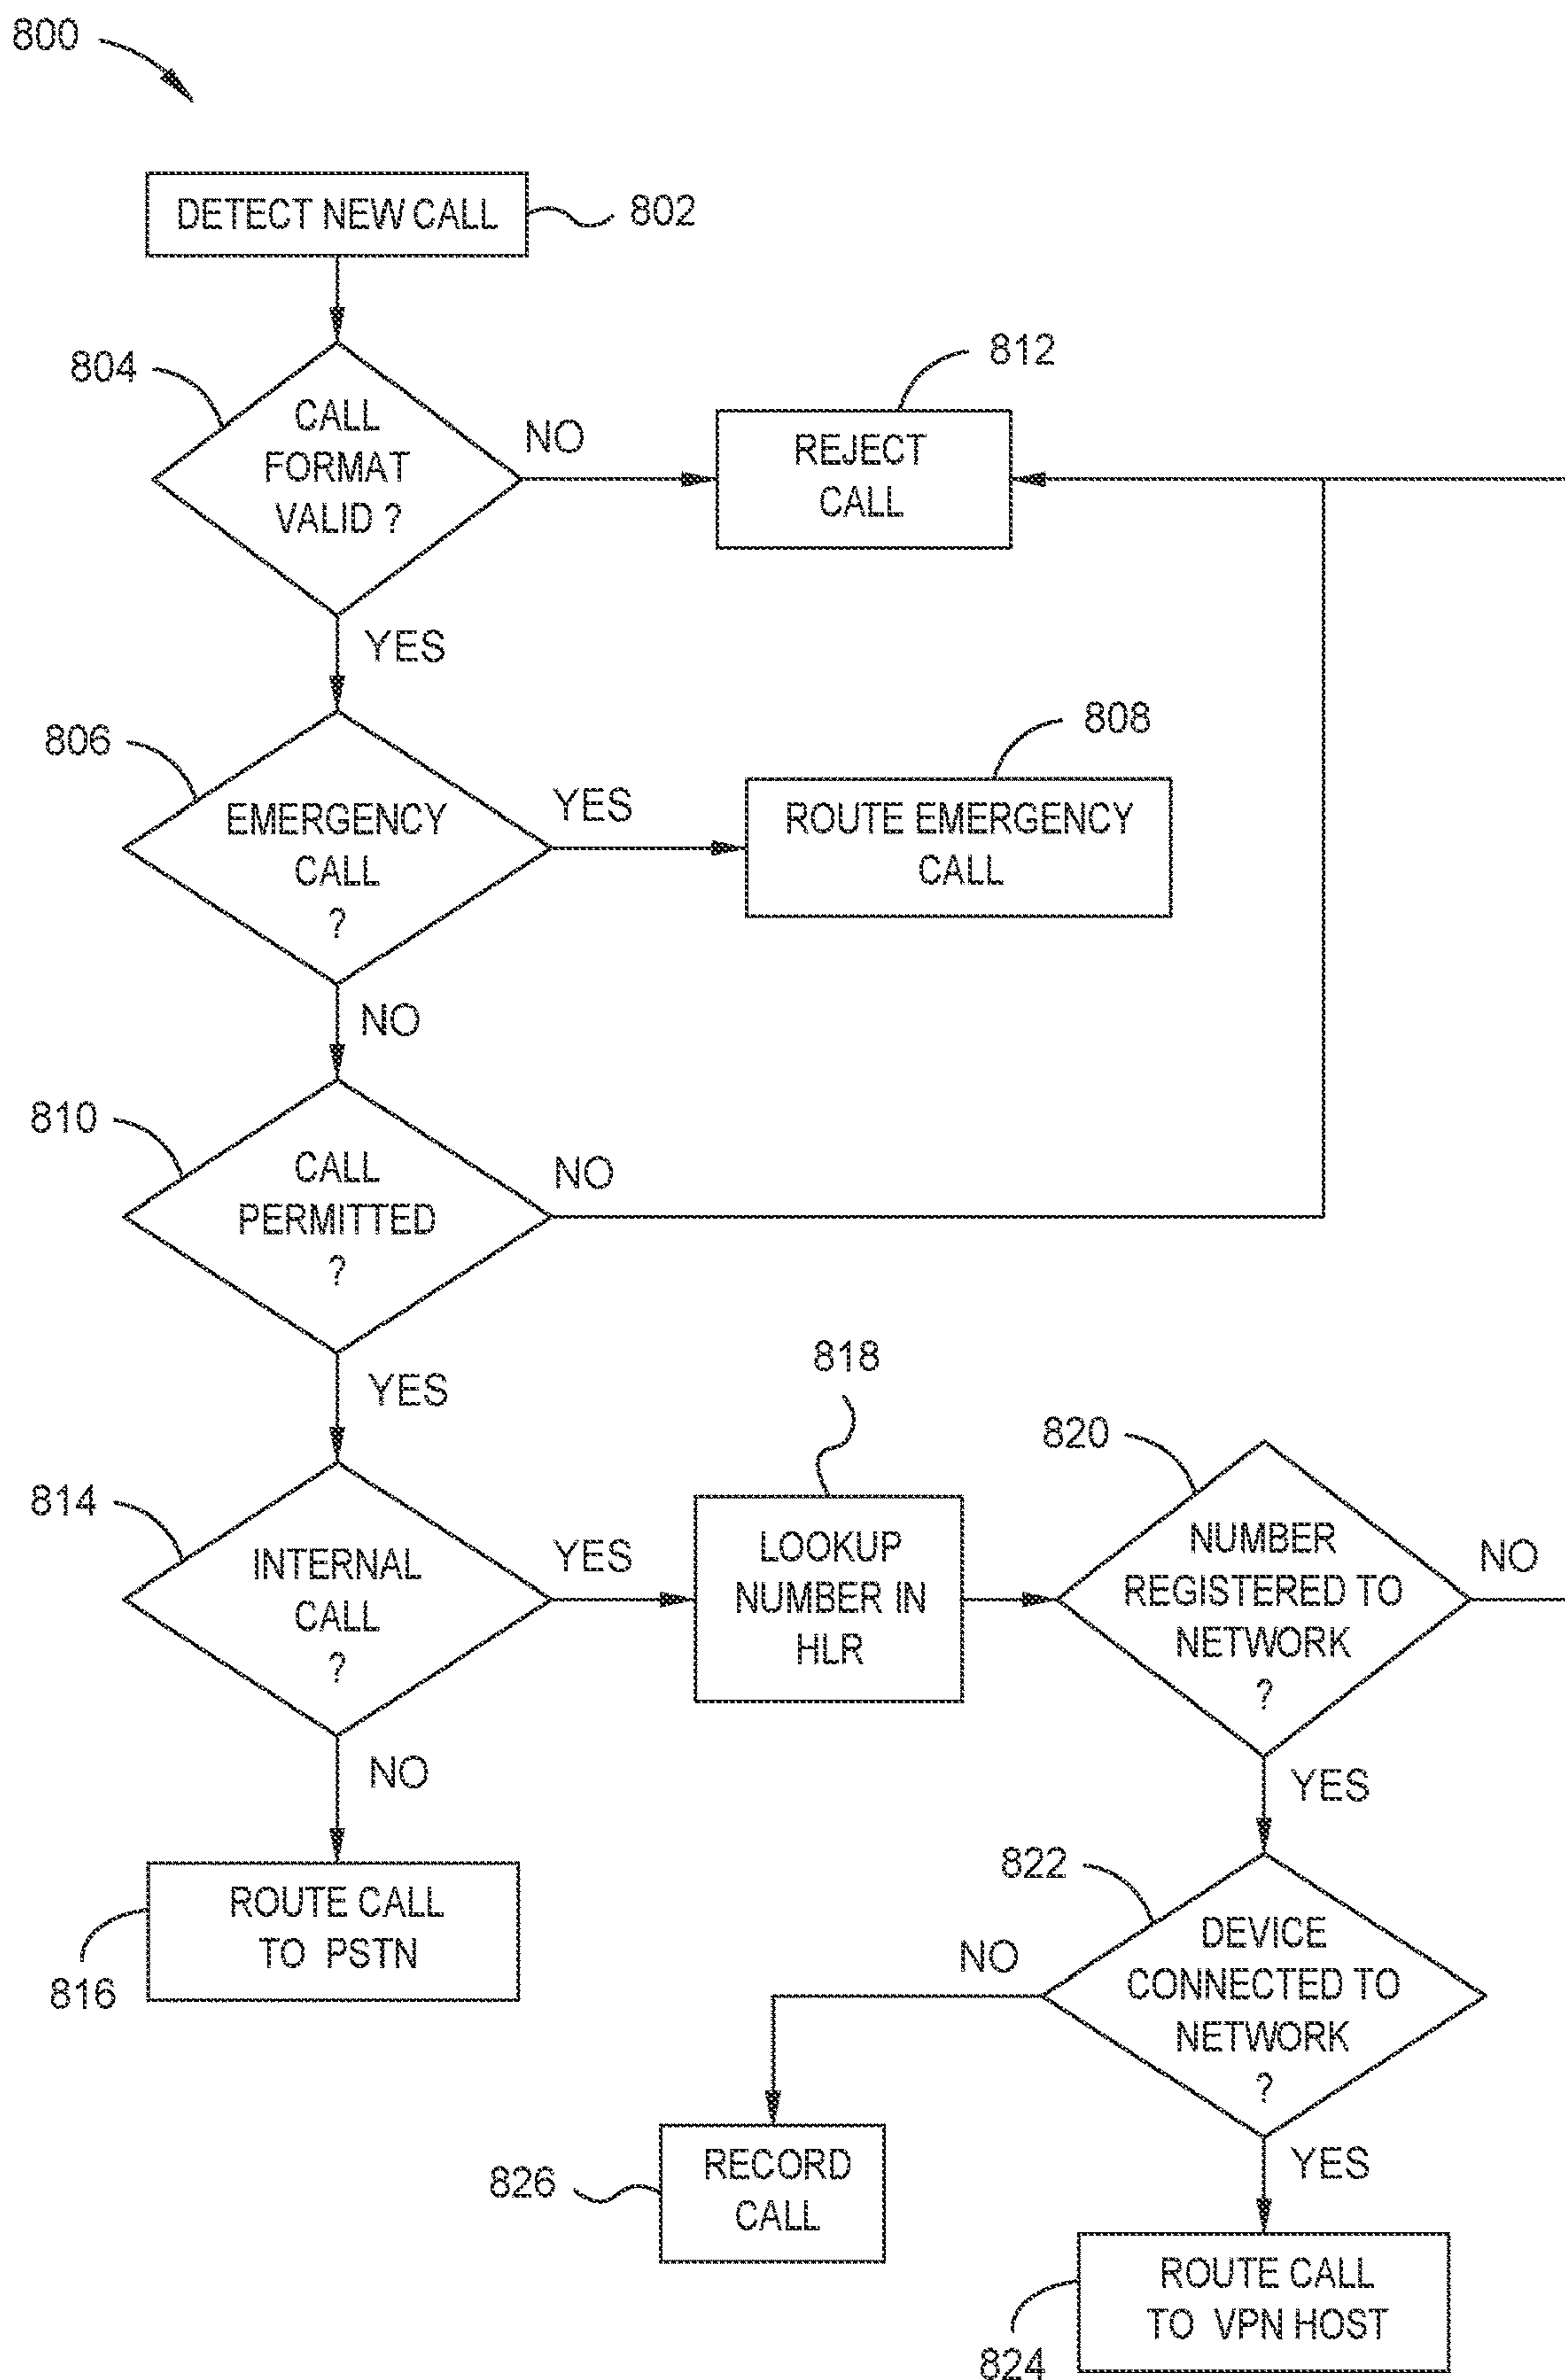 800
DETECT NEW CALL
802
804
CALL
FORMAT
VALID ?
NO
812
REJECT
CALL
YES
806
EMERGENCY
CALL
?
YES
808
ROUTE EMERGENCY
CALL
NO
810
CALL
PERMITTED
?
NO
YES
814
INTERNAL
CALL
?
YES
818
LOOKUP
NUMBER IN
HLR
820
NUMBER
REGISTERED TO
NETWORK
?
NO
NO
816
ROUTE CALL
TO PSTN
YES
822
DEVICE
CONNECTED TO
NETWORK
?
NO
826
RECORD
CALL
YES
824
ROUTE CALL
TO VPN HOST